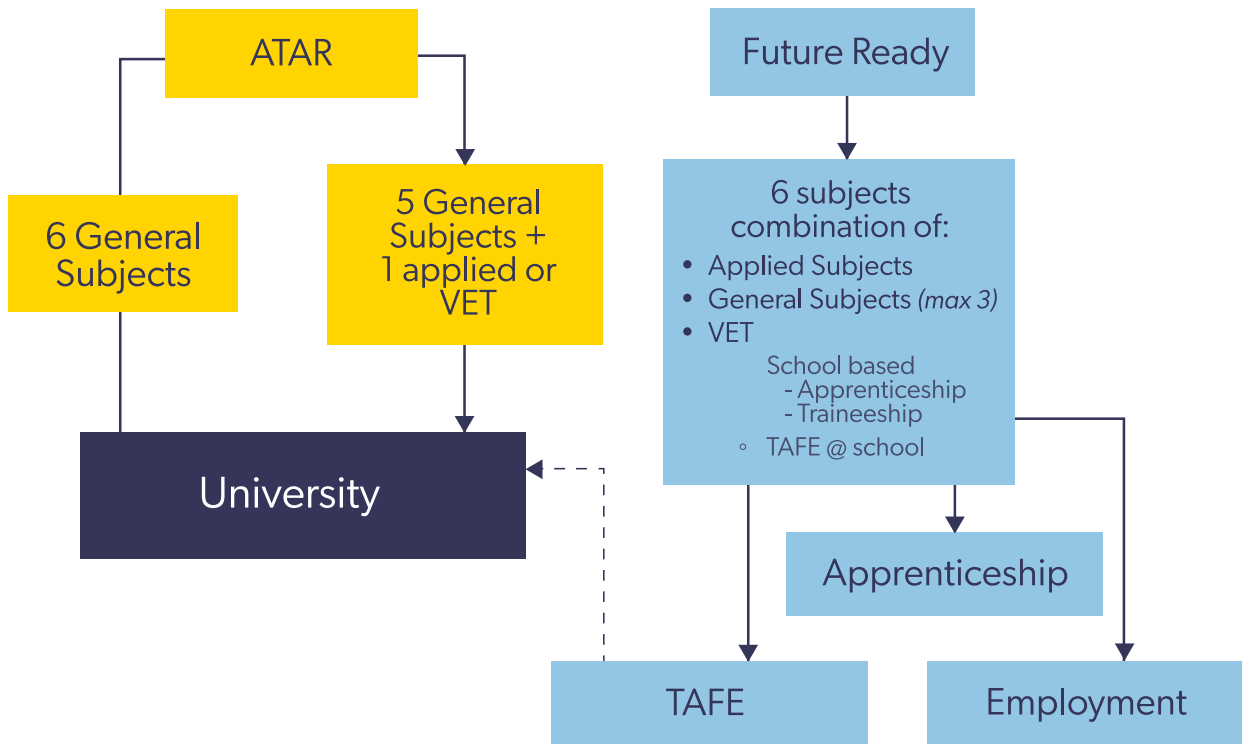 ATAR
6 General
Subjects
5 General
Subjects +
1 applied or
VET
University
Future Ready
6 subjects
combination of:
• Applied Subjects
• General Subjects (max 3)
• VET
School based
- Apprenticeship
- Traineeship
◦ TAFE @ school
Apprenticeship
TAFE
Employment